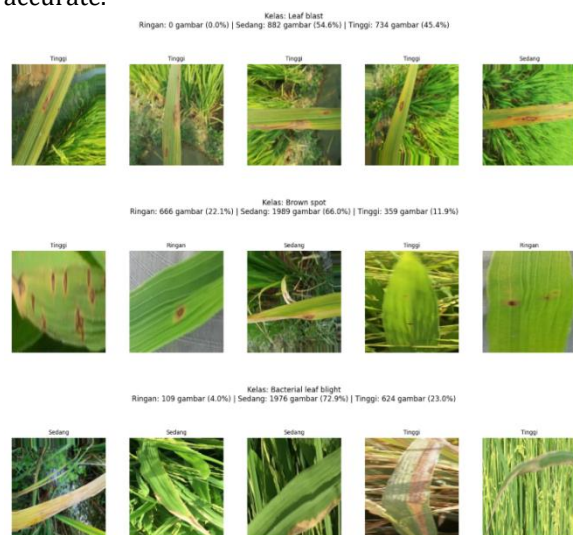 accurate.
Kelas: Leaf blast
Ringan: 0 gambar (0.0%) | Sedang: 882 gambar (54.6%) | Tinggi: 734 gambar (45.4%)
Tinggi Tinggi Tinggi Tinggi Sedang
Kelas: Brown spot
Ringan: 666 gambar (22.1%) | Sedang: 1989 gambar (66.0%) | Tinggi: 359 gambar (11.9%)
Tinggi Ringan Sedang Tinggi Ringan
Kelas: Bacterial leaf blight
Ringan: 109 gambar (4.0%) | Sedang: 1976 gambar (72.9%) | Tinggi: 624 gambar (23.0%)
Sedang Sedang Sedang Tinggi Tinggi